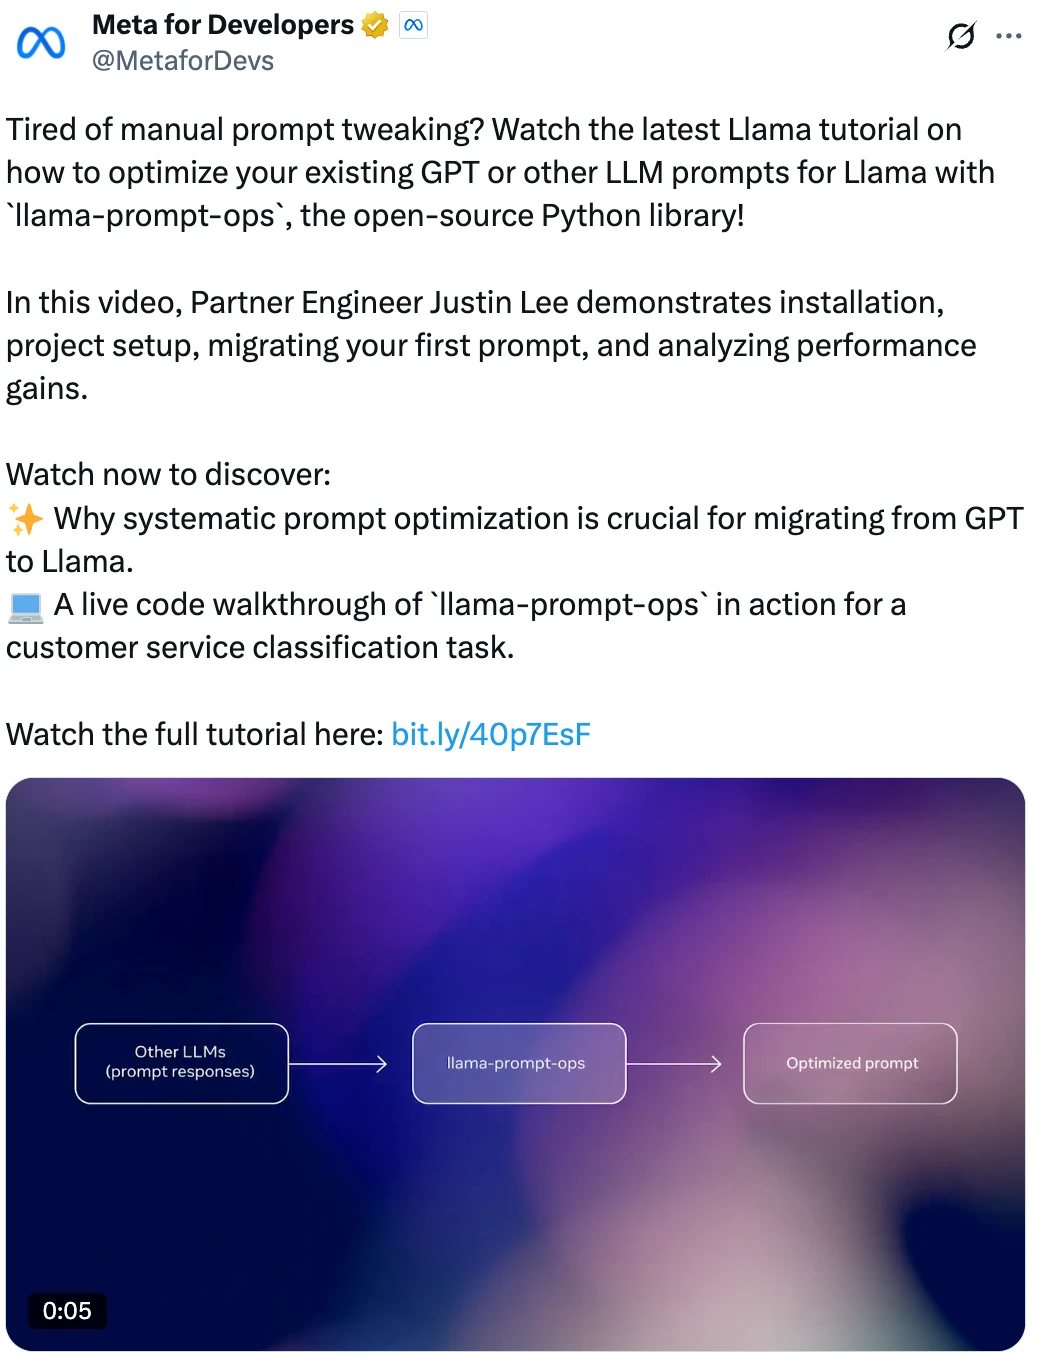 Meta for Developers
@MetaforDevs
Tired of manual prompt tweaking? Watch the latest Llama tutorial on
how to optimize your existing GPT or other LLM prompts for Llama with
`llama-prompt-ops`, the open-source Python library!
In this video, Partner Engineer Justin Lee demonstrates installation,
project setup, migrating your first prompt, and analyzing performance
gains.
Watch now to discover:
✨ Why systematic prompt optimization is crucial for migrating from GPT
to Llama.
💻 A live code walkthrough of `llama-prompt-ops` in action for a
customer service classification task.
Watch the full tutorial here: bit.ly/40p7EsF
Other LLMs
(prompt responses)
llama-prompt-ops
Optimized prompt
0:05